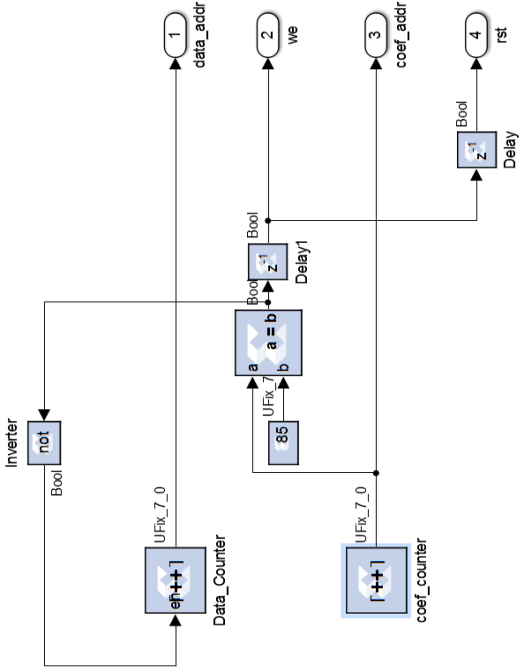 1
data_addr
2
we
3
coef_addr
4
rst
Bool
z-1
Delay
Bool
z-1
Delay1
Bool
a
b
a = b
UFix_7
85
Inverter
not
Bool
UFix_7_0
en
++
Data_Counter
UFix_7_0
++
coef_counter